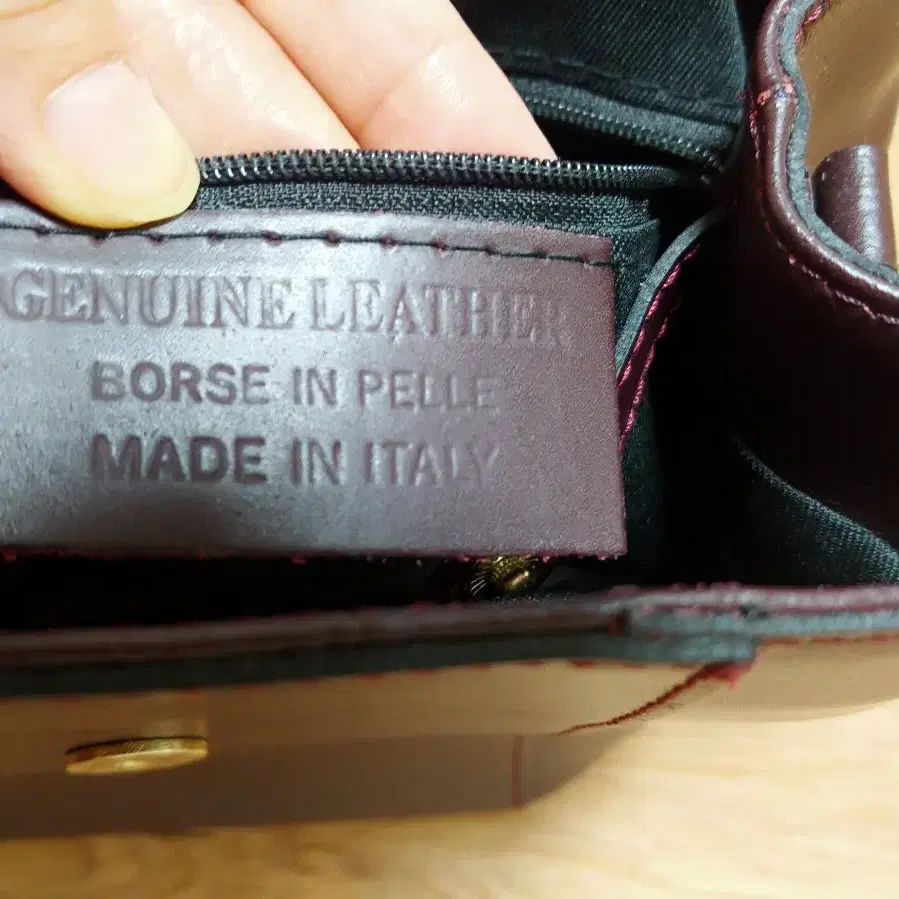 GENUINE LEATHER
BORSE IN PELLE
MADE IN ITALY